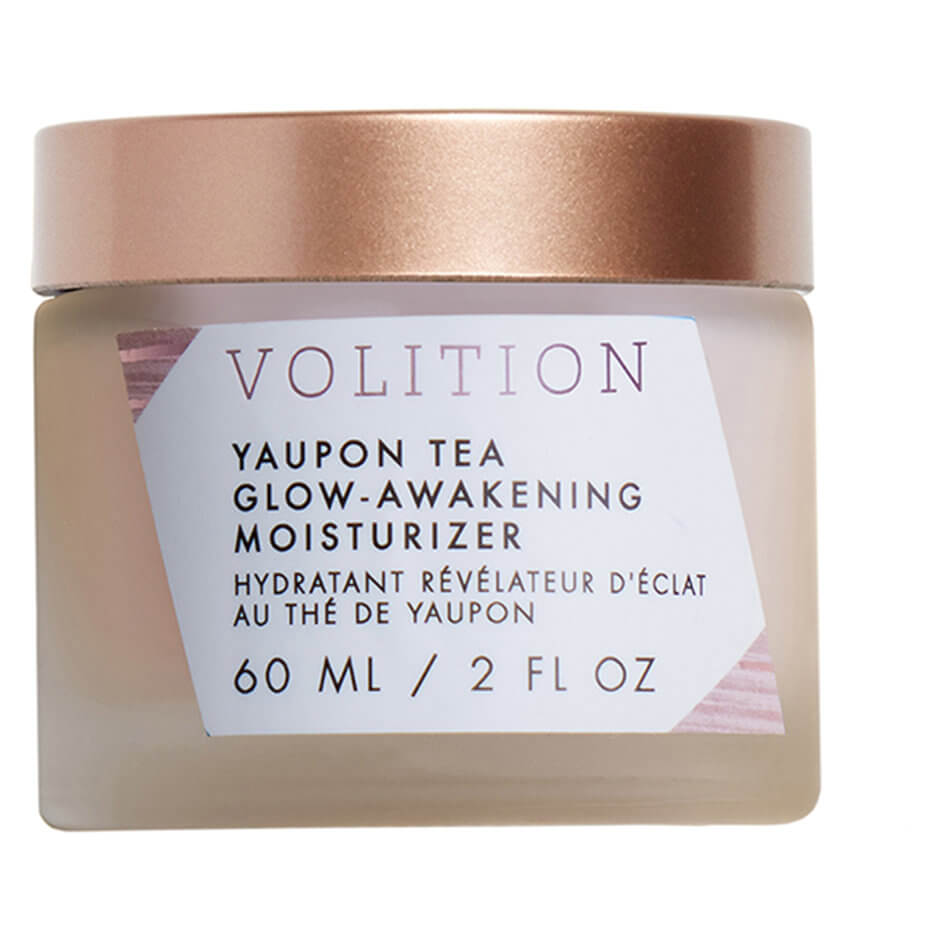 VOLITION
YAUPON TEA
GLOW-AWAKENING
MOISTURIZER
HYDRATANT RÉVÉLATEUR D'ÉCLAT
AU THÉ DE YAUPON
60 ML / 2 FL OZ